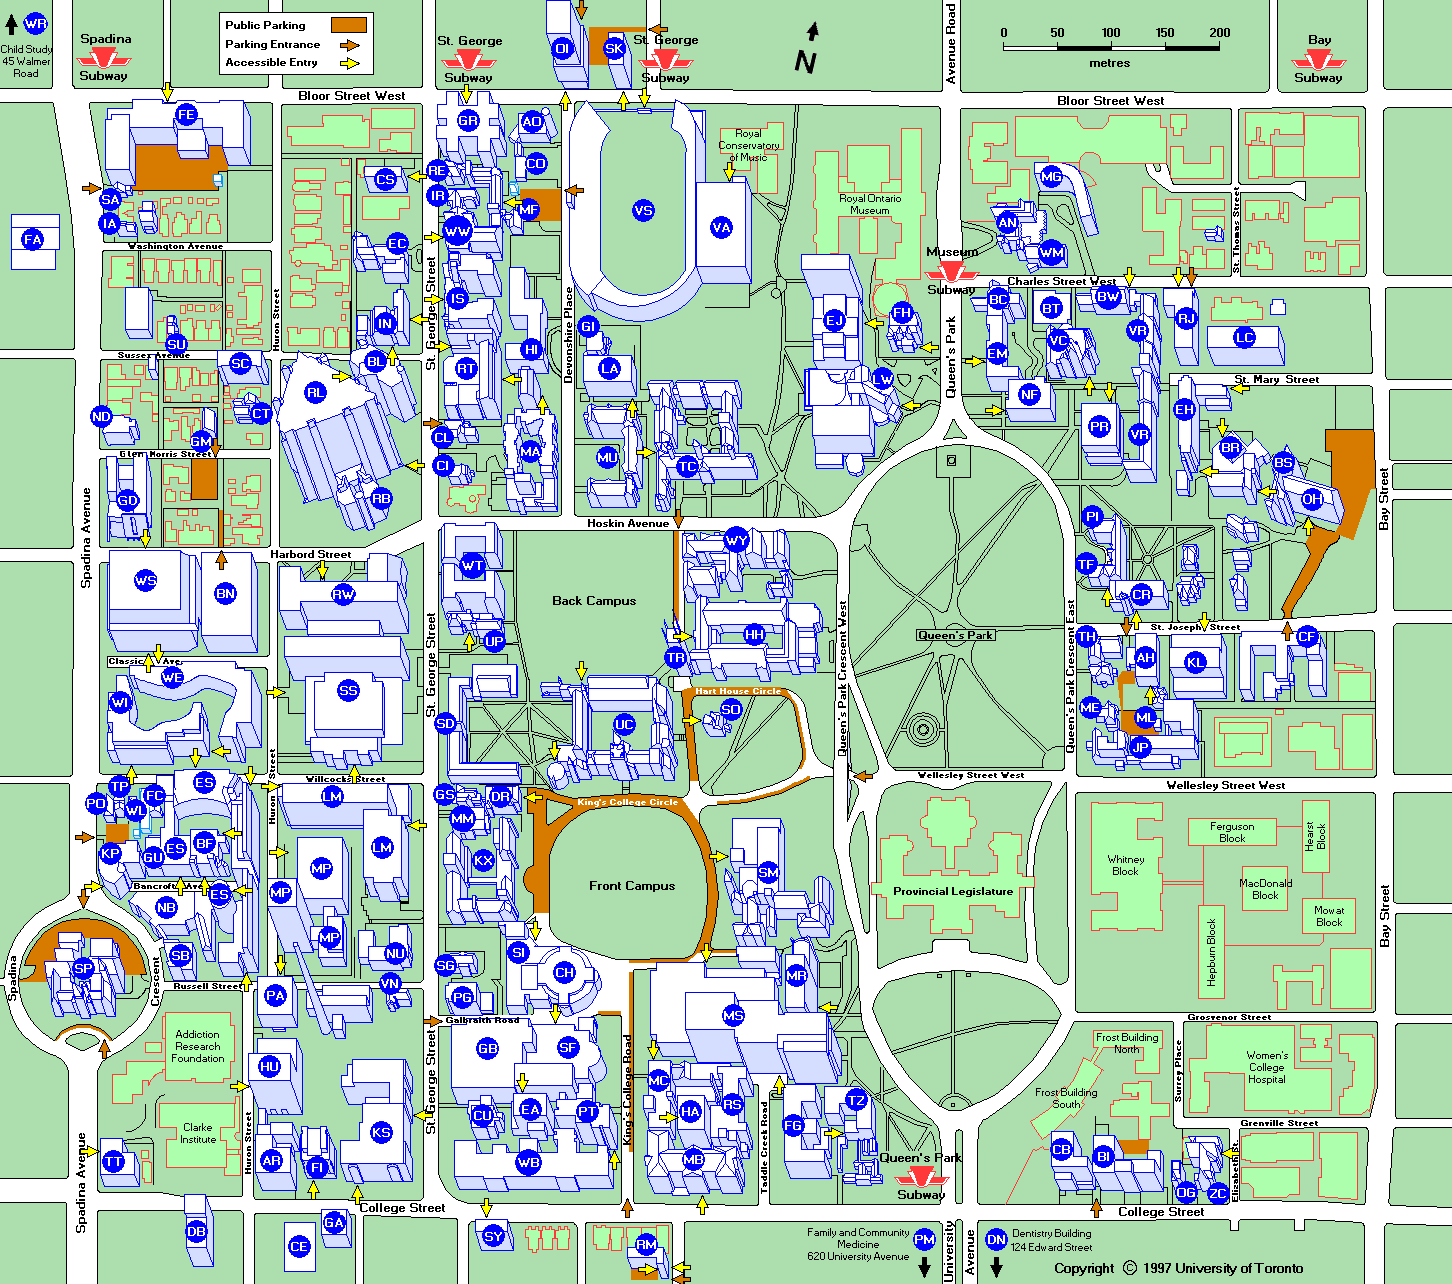 WR
Child Study
45 Walmer
Road
Spadina
Subway
Public Parking
Parking Entrance
Accessible Entry
St. George
Subway
OI
SK
St. George
Subway
N
Avenue Road
0 50 100 150 200
metres
Bay
Subway
Bloor Street West
Bloor Street West
FE
GR
AO
CO
RE
CS
IR
MF
SA
IA
WW
VS
VA
Royal
Conservatory
of Music
Royal Ontario
Museum
MG
AN
WM
St. Thomas Street
FA
Washington Avenue
EC
Museum
Subway
Charles Street West
Huron Street
St. George Street
IS
IN
Devonshire Place
GI
EJ
FH
Queen's Park
BC
BT
BW
VR
RJ
LC
SU
Sussex Avenue
SC
BL
RT
HI
LA
LW
EM
VC
NF
St. Mary Street
RL
ND
CT
GM
CL
CI
MA
MU
TC
PR
VR
EH
BR
BS
OH
Glen Morris Street
GD
RB
Spadina Avenue
Bay Street
Hoskin Avenue
Harbord Street
WS
BN
RW
WT
Back Campus
WY
PI
TF
CR
Queen's Park
HH
UP
TR
St. Joseph Street
TH
AH
KL
CF
Classics Ave.
WE
WI
SS
St. George Street
SD
UC
Hart House Circle
SO
Queen's Park Crescent West
Queen's Park Crescent East
ME
ML
JP
Willcocks Street
Huron Street
Wellesley Street West
Wellesley Street West
TP
PO
WL
FC
ES
LM
GS
DR
MM
King's College Circle
KP
GU
ES
BF
LM
KX
Front Campus
SM
MP
MP
Bancroft Ave.
ES
NB
Provincial Legislature
Whitney
Block
Ferguson
Block
Hearst
Block
MacDonald
Block
Mowat
Block
Hepburn Block
Bay Street
MP
NU
SB
SP
Spadina
Crescent
Russell Street
VN
PA
SI
CH
SG
PG
MR
MS
Galbraith Road
Grosvenor Street
Addiction
Research
Foundation
HU
GB
SF
King's College Road
St. George Street
MC
HA
RS
Frost Building
North
Frost Building
South
Surrey Place
Women's
College
Hospital
Clarke
Institute
KS
CU
EA
PT
FG
TZ
Taddle Creek Road
Grenville Street
Spadina Avenue
TT
Huron Street
AR
FI
WB
MB
Queen's Park
Subway
CB
BI
OG
ZC
Elizabeth St.
College Street
College Street
DB
GA
CE
SY
RM
Family and Community
Medicine
620 University Avenue
PM
University
Avenue
DN
Dentistry Building
124 Edward Street
Copyright © 1997 University of Toronto